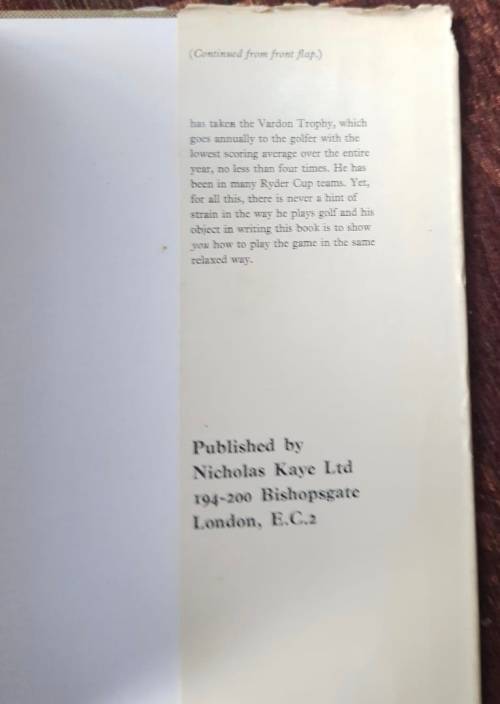 (Continued from front flap.)
has taken the Vardon Trophy, which
goes annually to the golfer with the
lowest scoring average over the entire
year, no less than four times. He has
been in many Ryder Cup teams. Yet,
for all this, there is never a hint of
strain in the way he plays golf and his
object in writing this book is to show
you how to play the game in the same
relaxed way.
Published by
Nicholas Kaye Ltd
194-200 Bishopsgate
London, E.C.2